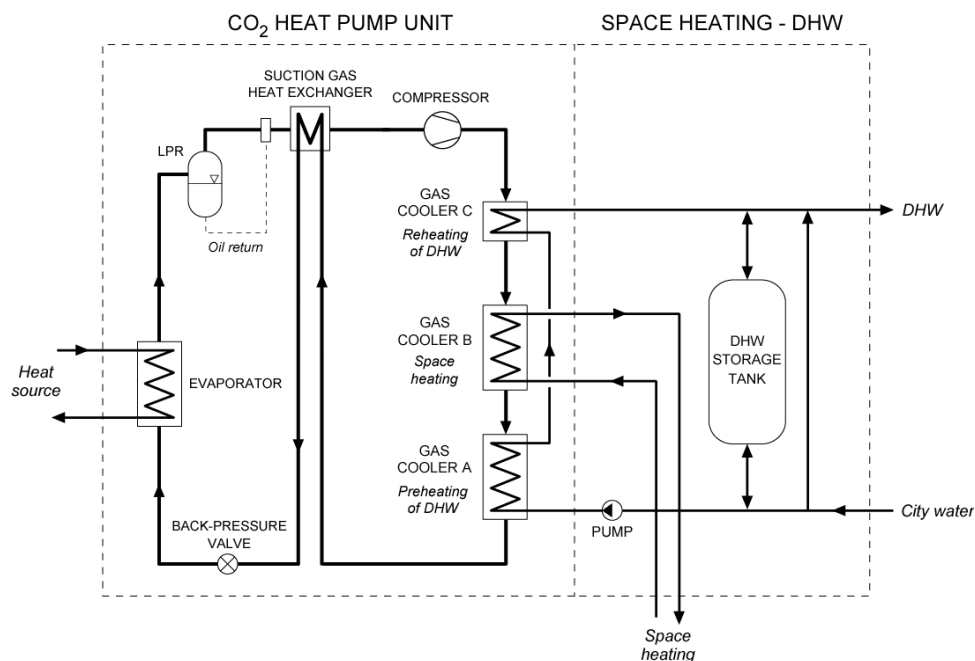 CO2 HEAT PUMP UNIT
SPACE HEATING - DHW
SUCTION GAS
HEAT EXCHANGER
COMPRESSOR
LPR
Oil return
GAS
COOLER C
Reheating
of DHW
DHW
GAS
COOLER B
Space
heating
DHW
STORAGE
TANK
Heat
source
EVAPORATOR
GAS
COOLER A
Preheating
of DHW
BACK-PRESSURE
VALVE
PUMP
City water
Space
heating